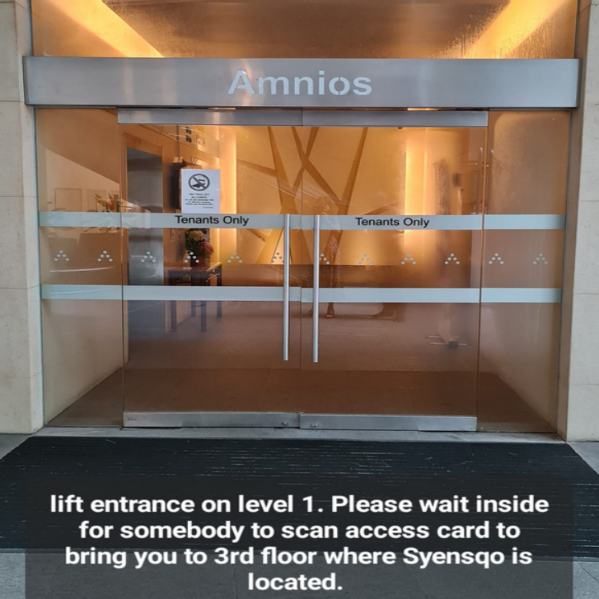 Amnios
Tenants Only
Tenants Only
lift entrance on level 1. Please wait inside
for somebody to scan access card to
bring you to 3rd floor where Syensqo is
located.